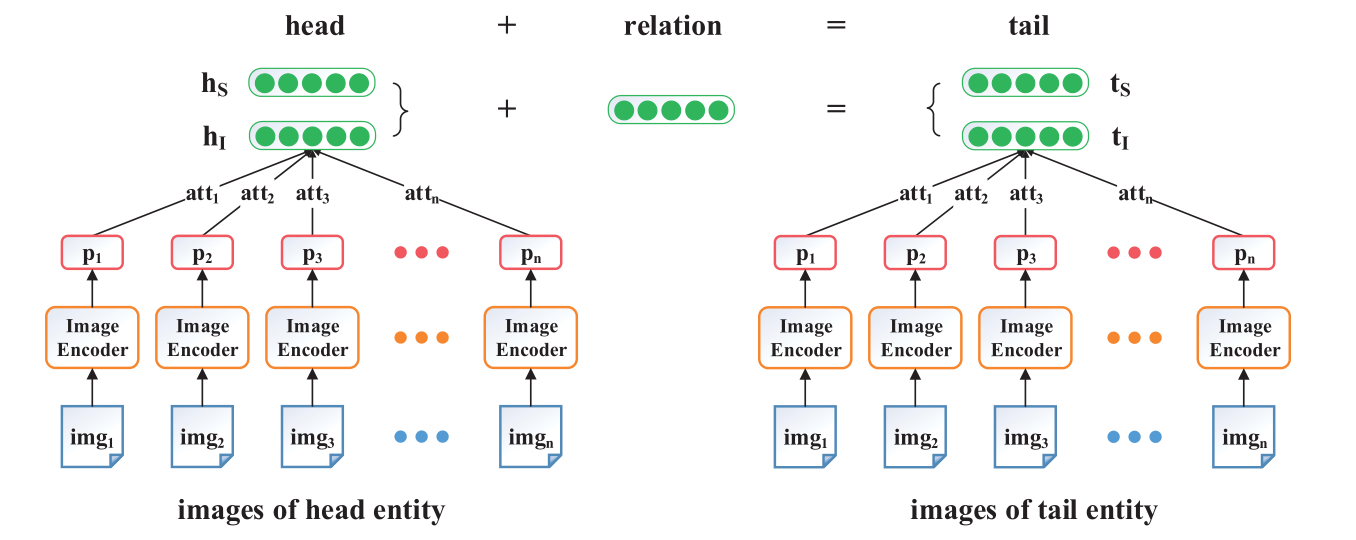 head + relation = tail
h_S + = t_S
h_I t_I
att_1 att_2 att_3 att_n att_1 att_2 att_3 att_n
p_1 p_2 p_3 p_n p_1 p_2 p_3 p_n
Image Image Image Image Image Image Image Image
Encoder Encoder Encoder Encoder Encoder Encoder Encoder Encoder
img_1 img_2 img_3 img_n img_1 img_2 img_3 img_n
images of head entity images of tail entity